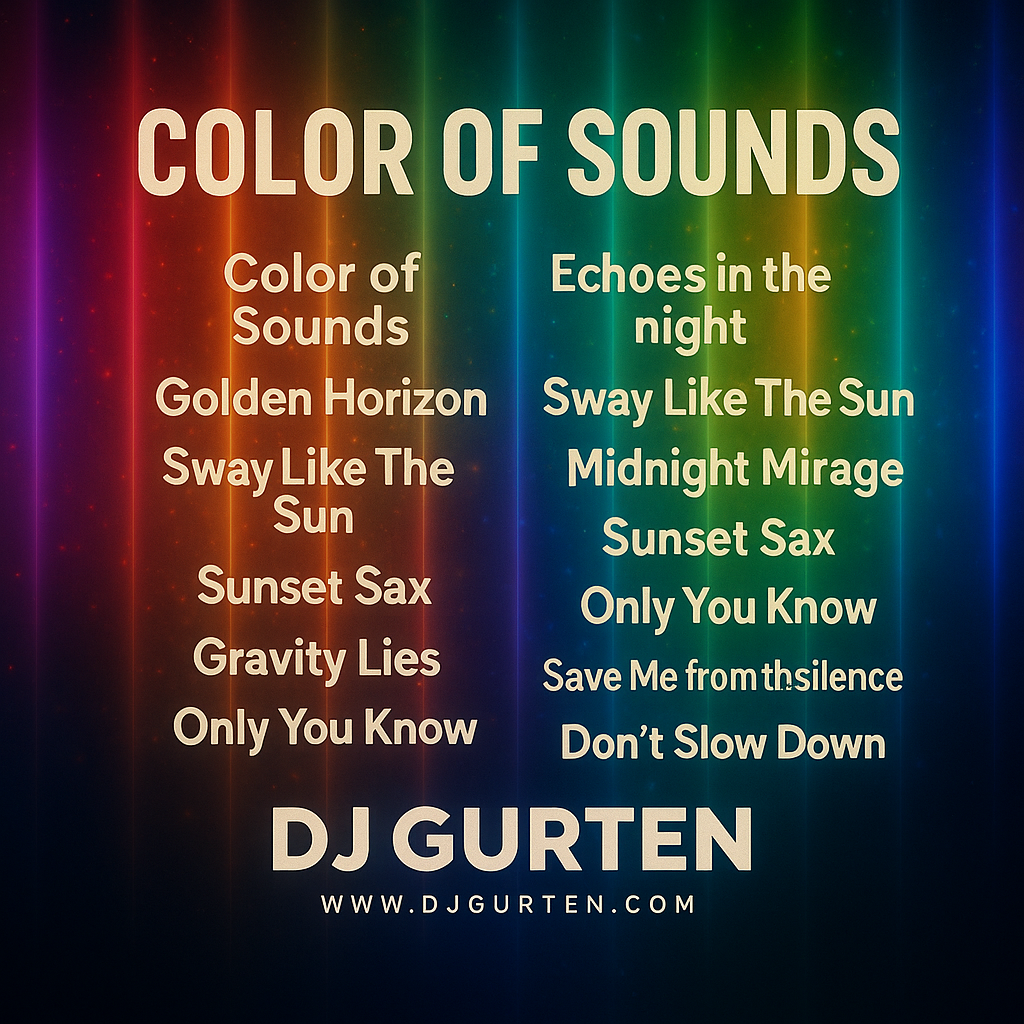 COLOR OF SOUNDS
Color of
Sounds
Golden Horizon
Sway Like The
Sun
Sunset Sax
Gravity Lies
Only You Know
Echoes in the
night
Sway Like The Sun
Midnight Mirage
Sunset Sax
Only You Know
Save Me from thsilence
Don't Slow Down
DJ GURTEN
WWW.DJGURTEN.COM